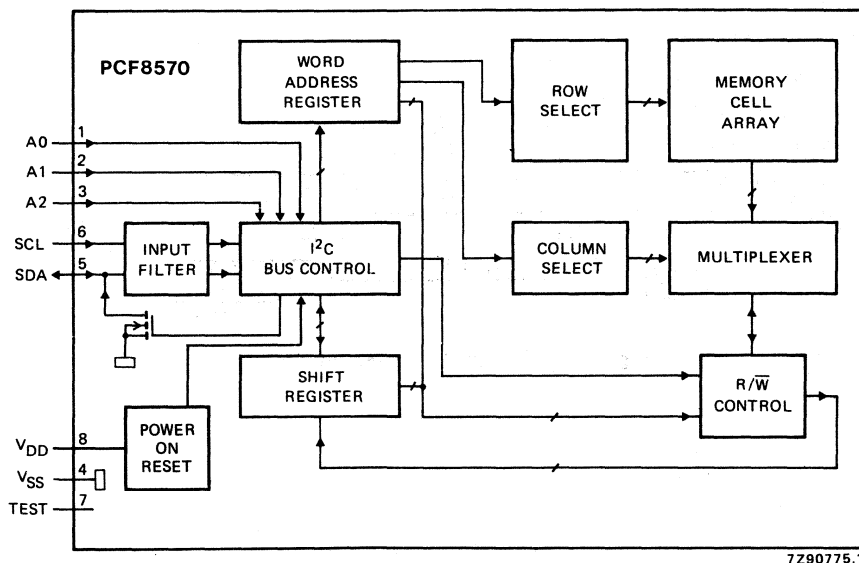 PCF8570
WORD
ADDRESS
REGISTER
ROW
SELECT
MEMORY
CELL
ARRAY
A0 1
A1 2
A2 3
SCL 6
SDA 5
INPUT
FILTER
I²C
BUS CONTROL
COLUMN
SELECT
MULTIPLEXER
SHIFT
REGISTER
R/W̅
CONTROL
POWER
ON
RESET
VDD 8
VSS 4
TEST 7
7Z90775.